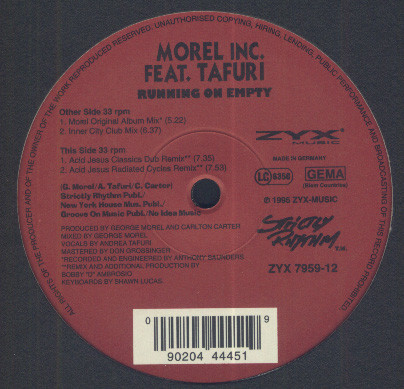 ALL RIGHTS OF THE PRODUCER AND OF THE OWNER OF THE WORK REPRODUCED RESERVED. UNAUTHORISED COPYING, HIRING, LENDING, PUBLIC PERFORMANCE AND BROADCASTING OF THIS RECORD PROHIBITED.
MOREL INC.
FEAT. TAFURI
RUNNING ON EMPTY
Other Side 33 rpm
1. Morel Original Album Mix* (5.22)
2. Inner City Club Mix (6.37)
This Side 33 rpm
1. Acid Jesus Classics Dub Remix** (7.35)
2. Acid Jesus Radiated Cycles Remix** (7.53)
(G. Morel/A. Tafuri/C. Carter)
Strictly Rhythm Publ./
New York House Mus. Publ./
Groove On Music Publ./No Idea Music
PRODUCED BY GEORGE MOREL AND CARLTON CARTER
MIXED BY GEORGE MOREL
VOCALS BY ANDREA TAFURI
MASTERED BY DON GROSSINGER
*RECORDED AND ENGINEERED BY ANTHONY
**REMIX AND ADDITIONAL PRODUCTION BY
BOBBY "D" AMBROSIO
KEYBOARDS BY SHAWN LUCAS.
ZYX
MUSIC
MADE IN GERMANY
LC 6350
GEMA
℗ © 1995 ZYX-MUSIC
STRICTLY
RHYTHM
T.M.
ZYX 7959-12
0 9
90204 44451